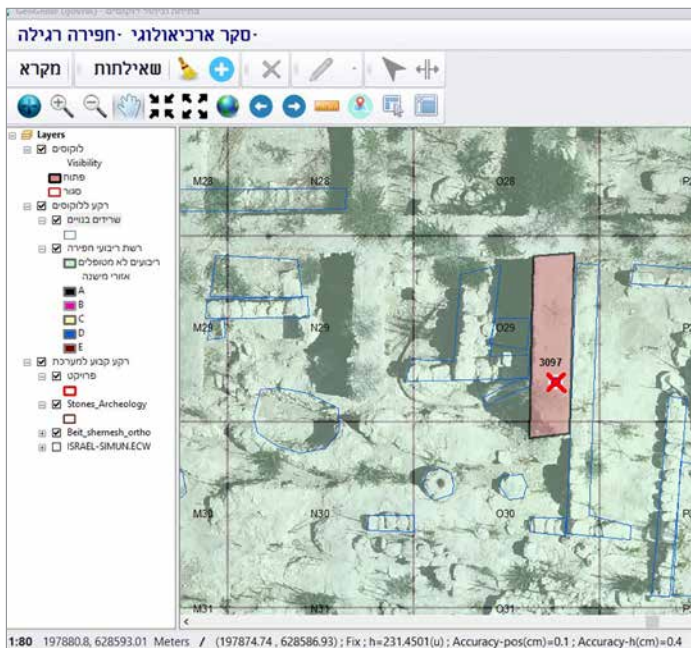 סקר ארכיאולוגי · חפירה רגילה·
מקרא שאילתות
Layers
לוקוסים
Visibility
פתוח
סגור
רקע ללוקוסים
שרידים בנויים
רשת ריבועי חפירה
ריבועים לא מטופלים
אזורי מישנה
A
B
C
D
E
רקע קבוע למערכת
פרויקט
Stones_Archeology
Beit_shemesh_ortho
ISRAEL-SIMUN.ECW
M28 N28 O28
M29 N29 O29
3097
M30 N30 O30
M31 N31 O31
1:80 197880.8, 628593.01 Meters / (197874.74 , 628586.93) ; Fix ; h=231.4501(u) ; Accuracy-pos(cm)=0.1 ; Accuracy-h(cm)=0.4